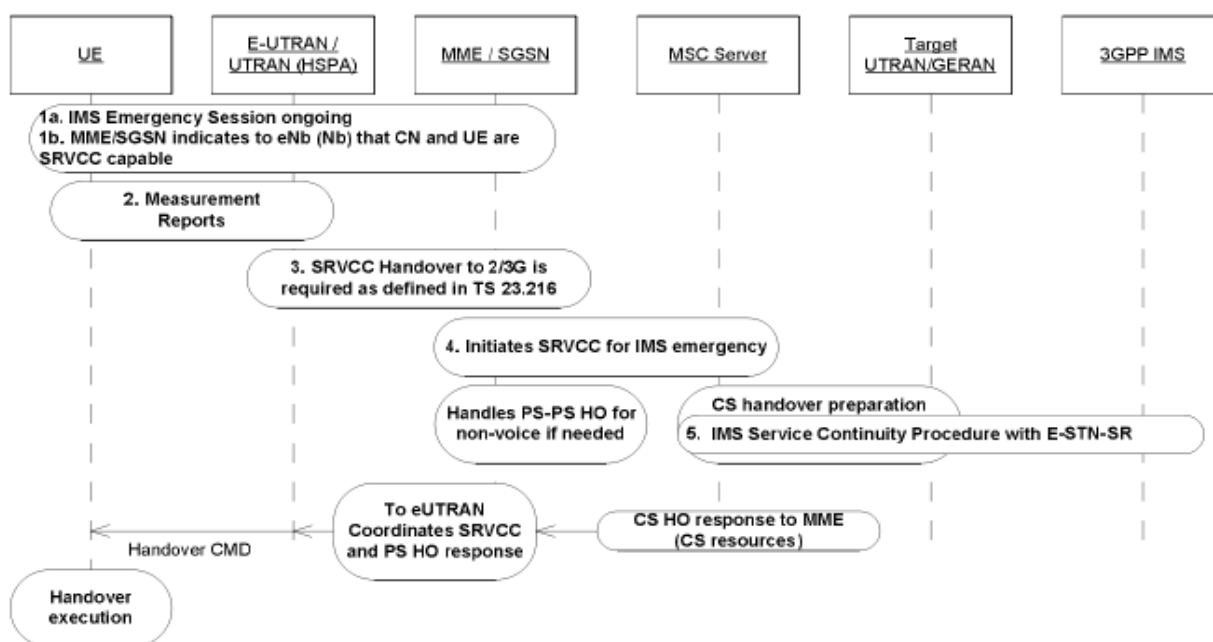 UE
E-UTRAN /
UTRAN (HSPA)
MME / SGSN
MSC Server
Target
UTRAN/GERAN
3GPP IMS
1a. IMS Emergency Session ongoing
1b. MME/SGSN indicates to eNb (Nb) that CN and UE are
SRVCC capable
2. Measurement
Reports
3. SRVCC Handover to 2/3G is
required as defined in TS 23.216
4. Initiates SRVCC for IMS emergency
Handles PS-PS HO for
non-voice if needed
CS handover preparation
5. IMS Service Continuity Procedure with E-STN-SR
To eUTRAN
Coordinates SRVCC
and PS HO response
CS HO response to MME
(CS resources)
Handover CMD
Handover
execution